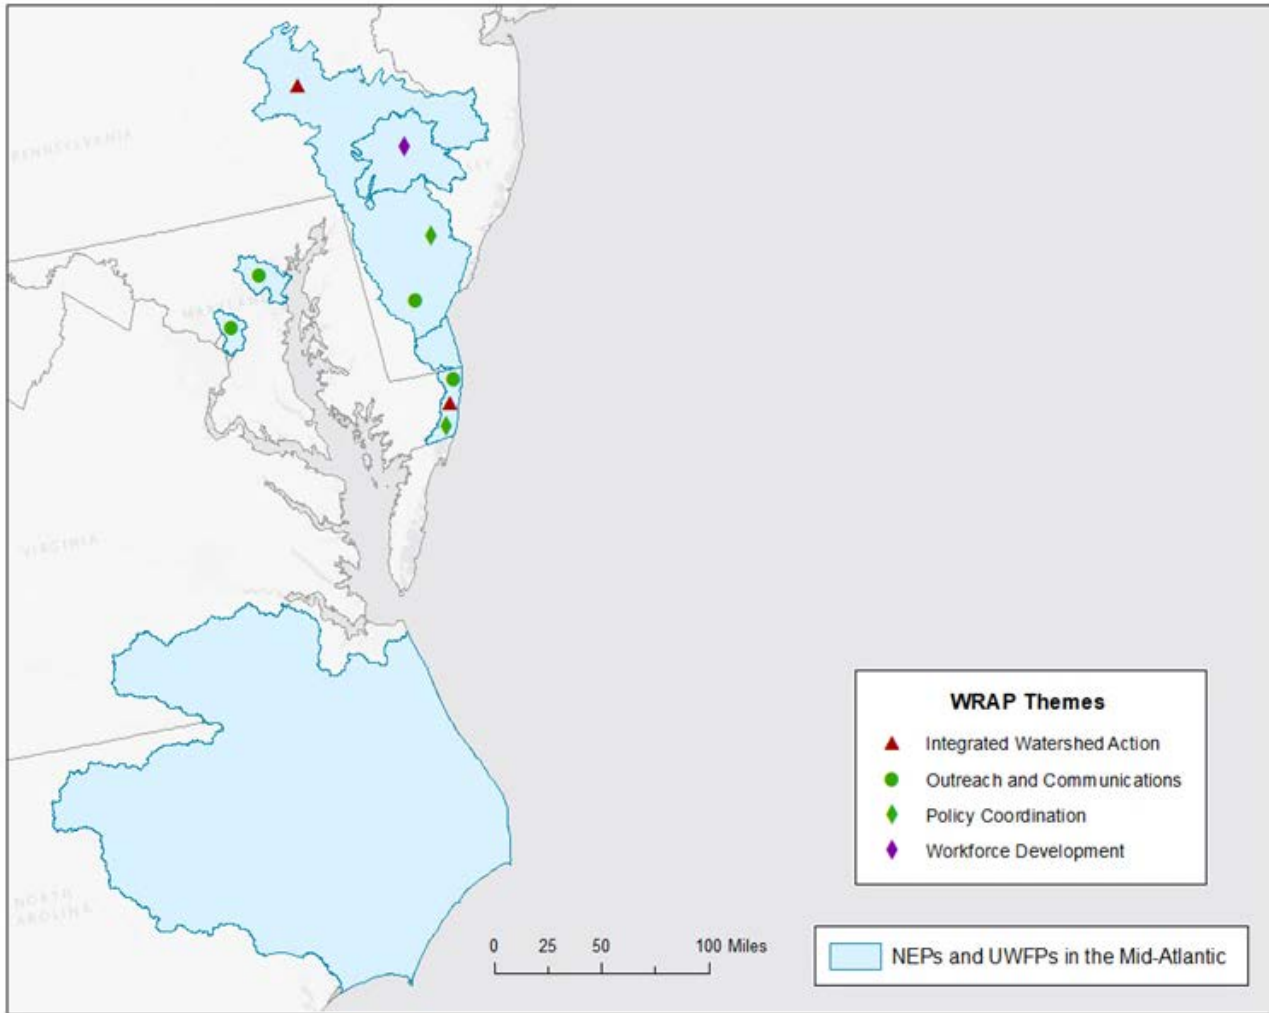 PENNSYLVANIA
MARYLAND
VIRGINIA
NORTH
CAROLINA
WRAP Themes
Integrated Watershed Action
Outreach and Communications
Policy Coordination
Workforce Development
0 25 50 100 Miles
NEPs and UWFPs in the Mid-Atlantic